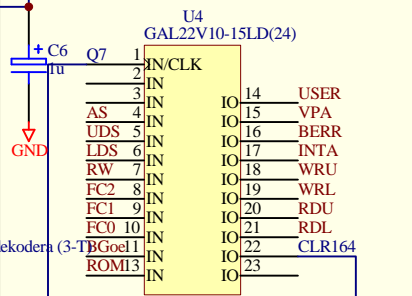 U4
GAL22V10-15LD(24)
C6
1u
GND
Q7 1 IN/CLK
2 IN
3 IN IO 14 USER
AS 4 IN IO 15 VPA
UDS 5 IN IO 16 BERR
LDS 6 IN IO 17 INTA
RW 7 IN IO 18 WRU
FC2 8 IN IO 19 WRL
FC1 9 IN IO 20 RDU
FC0 10 IN IO 21 RDL
ekodera (3-T) BGoe 11 IN IO 22 CLR164
ROM 13 IN IO 23